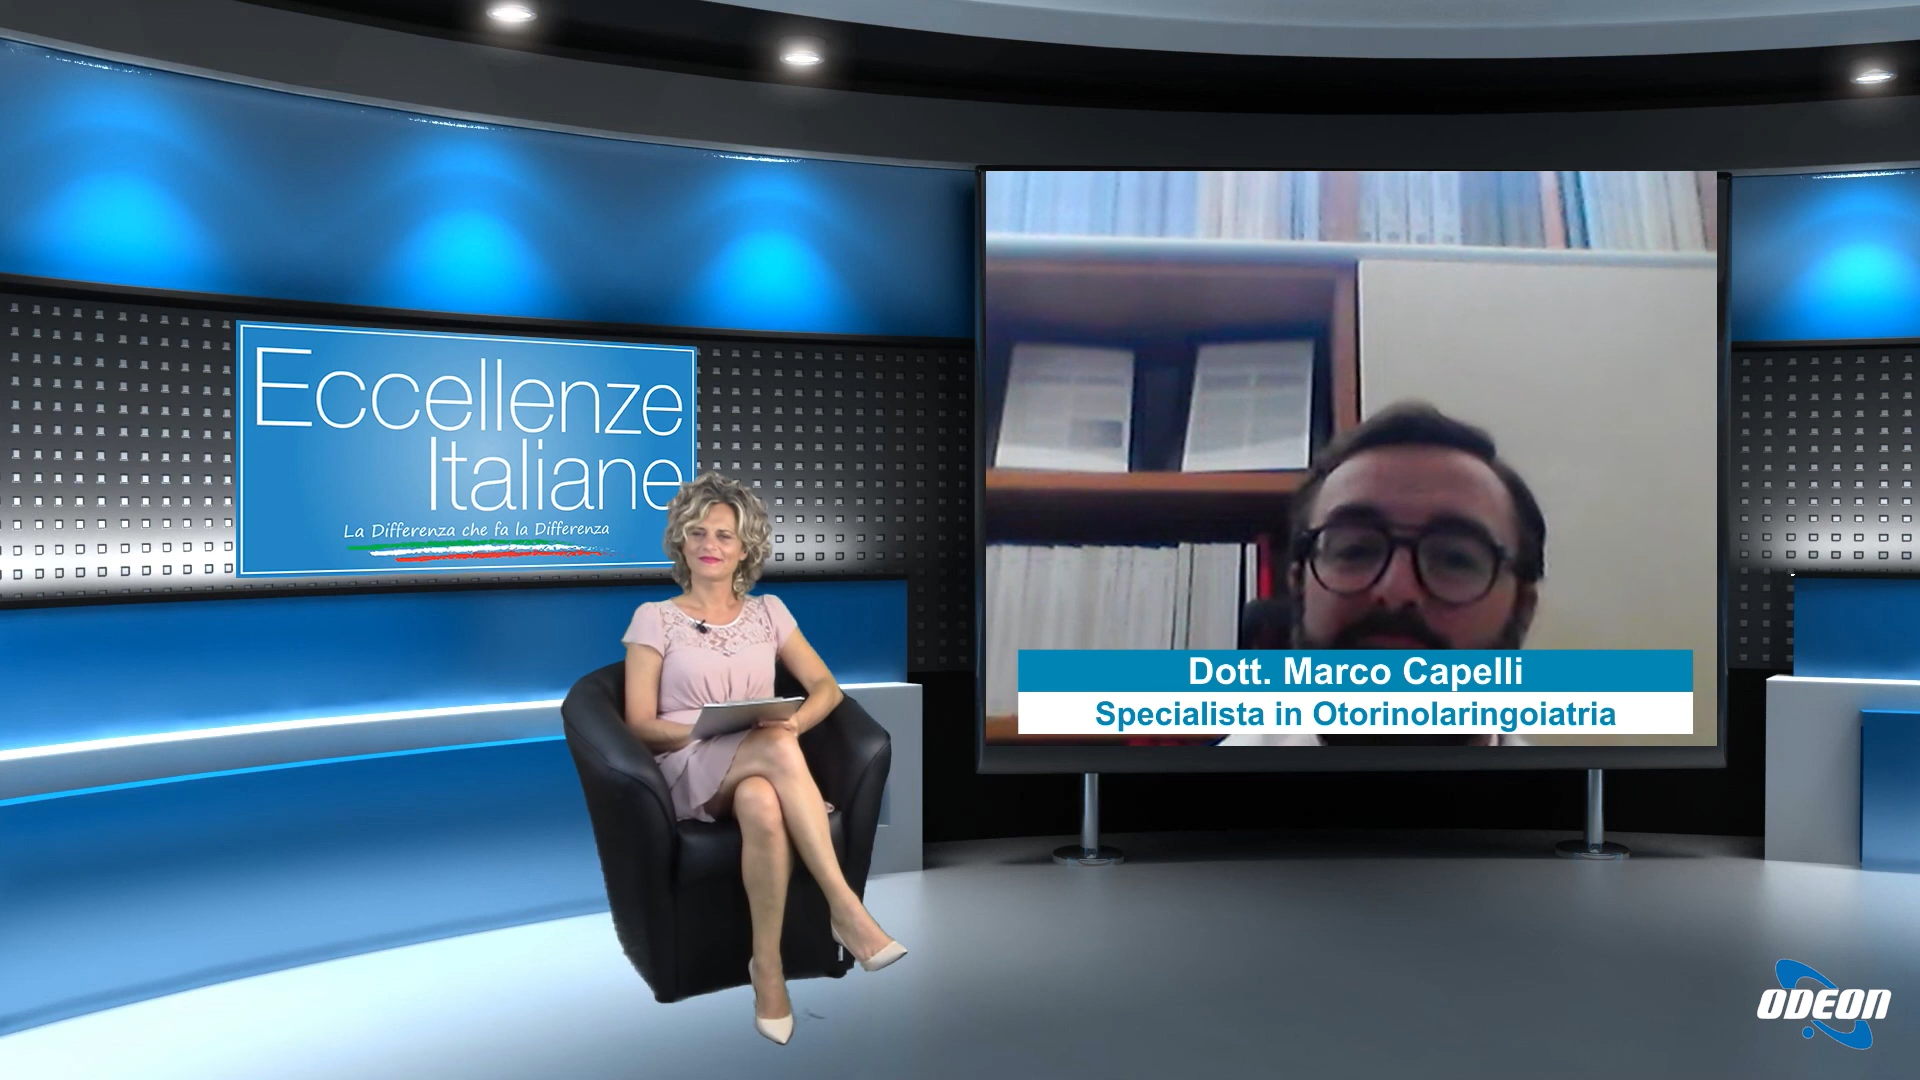 Eccellenze
Italiane
La Differenza che fa la Differenza
Dott. Marco Capelli
Specialista in Otorinolaringoiatria
ODEON